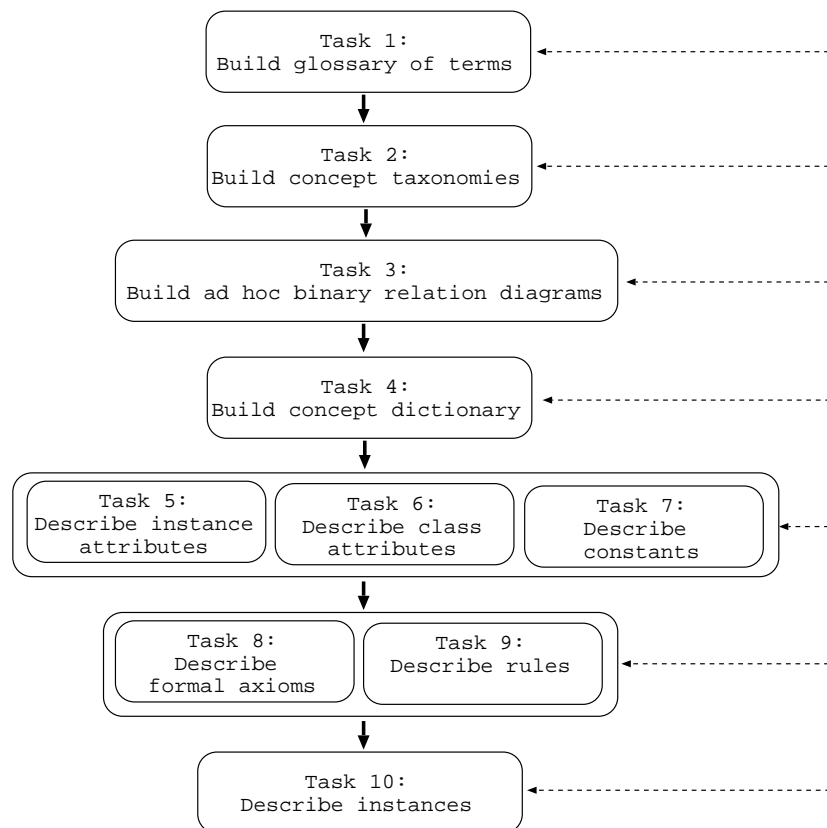 Task 1:
Build glossary of terms
Task 2:
Build concept taxonomies
Task 3:
Build ad hoc binary relation diagrams
Task 4:
Build concept dictionary
Task 5:
Describe instance
attributes
Task 6:
Describe class
attributes
Task 7:
Describe
constants
Task 8:
Describe
formal axioms
Task 9:
Describe rules
Task 10:
Describe instances